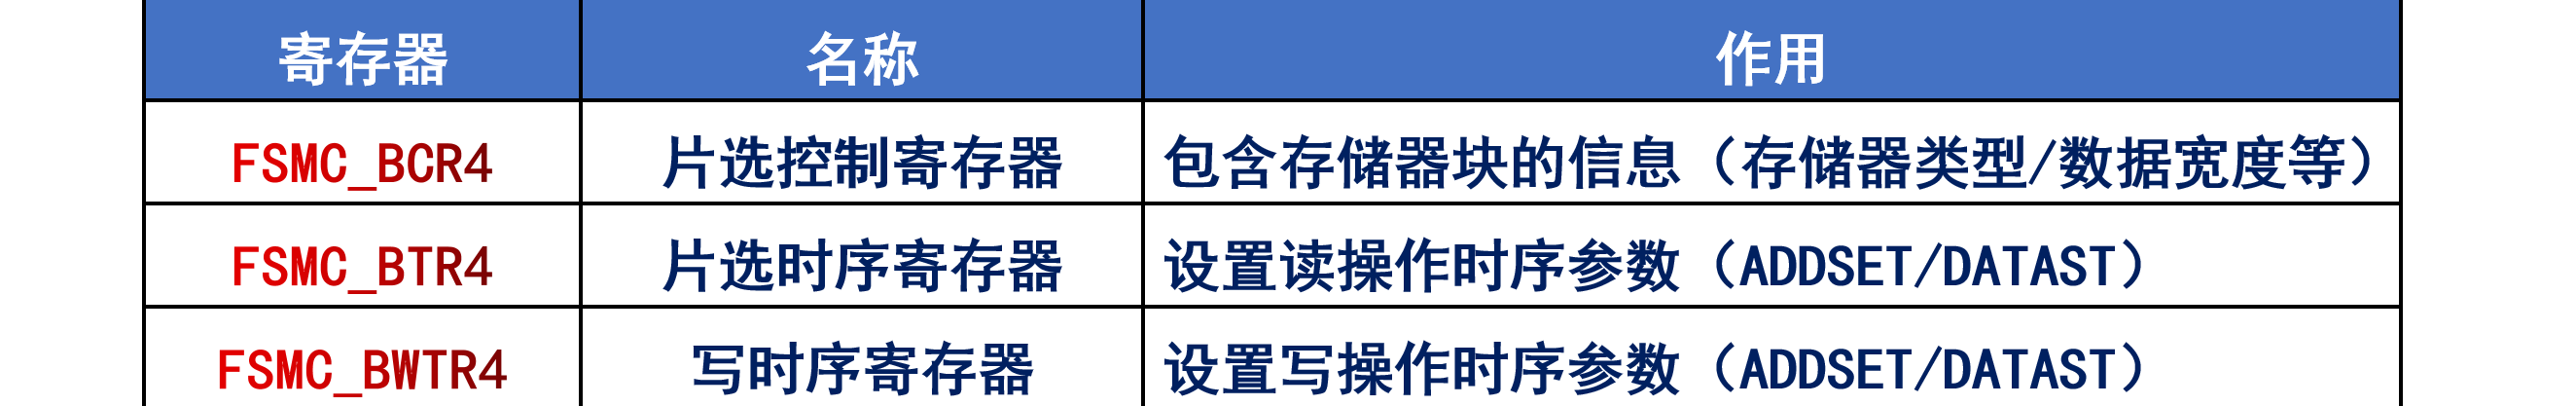 寄存器 名称 作用
FSMC_BCR4 片选控制寄存器 包含存储器块的信息（存储器类型/数据宽度等）
FSMC_BTR4 片选时序寄存器 设置读操作时序参数（ADDSET/DATAST）
FSMC_BWTR4 写时序寄存器 设置写操作时序参数（ADDSET/DATAST）